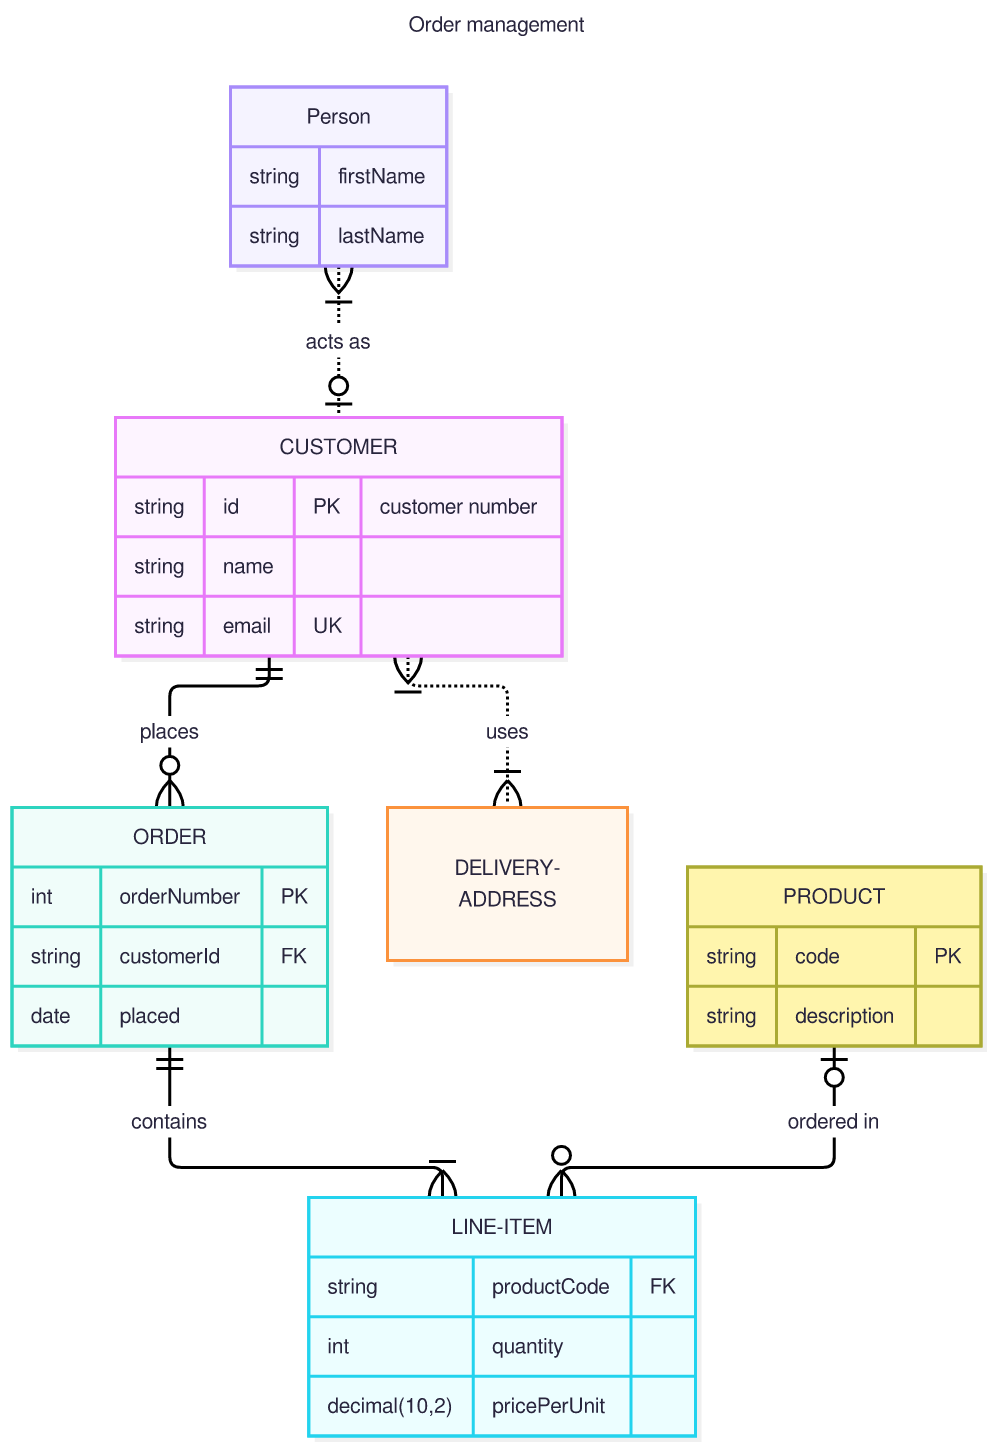 Order management
Person
string firstName
string lastName
acts as
CUSTOMER
string id PK customer number
string name
string email UK
places
uses
ORDER
int orderNumber PK
string customerId FK
date placed
DELIVERY-
ADDRESS
PRODUCT
string code PK
string description
contains
ordered in
LINE-ITEM
string productCode FK
int quantity
decimal(10,2) pricePerUnit